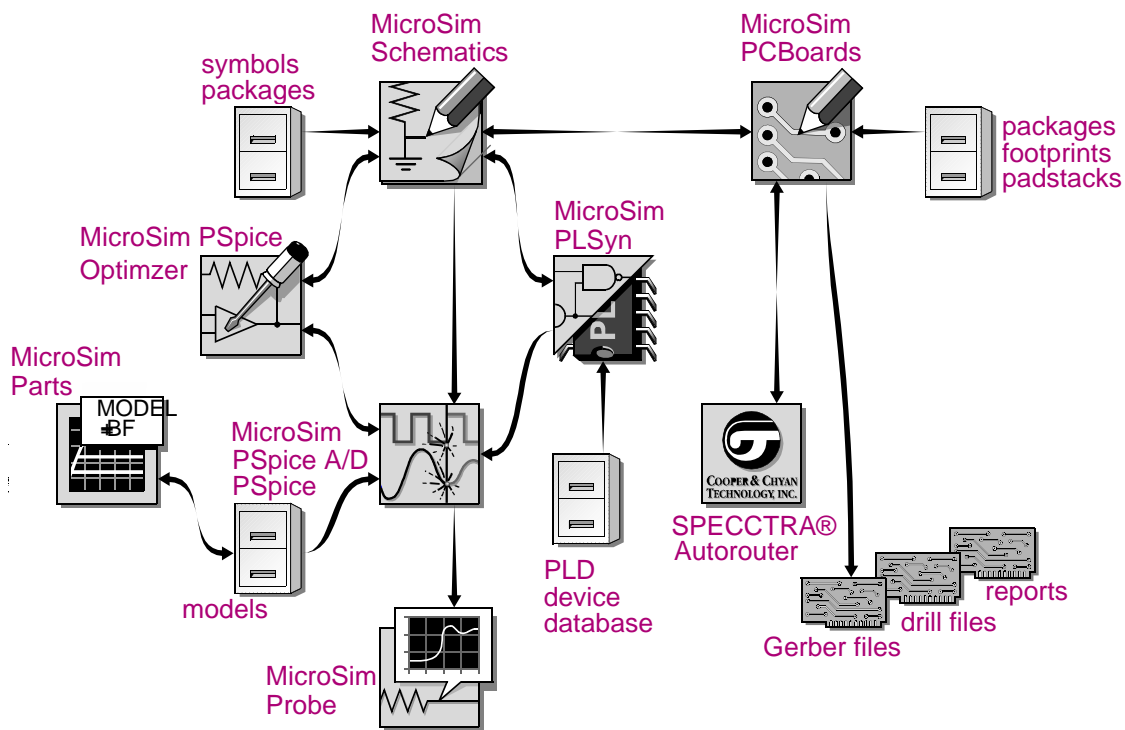 MicroSim
Schematics
MicroSim
PCBoards
symbols
packages
packages
footprints
padstacks
MicroSim PSpice
Optimzer
MicroSim
PLSyn
PL
MicroSim
Parts
MODEL
BF
MicroSim
PSpice A/D
PSpice
models
COOPER & CHYAN
TECHNOLOGY, INC.
SPECCTRA®
Autorouter
PLD
device
database
reports
drill files
Gerber files
MicroSim
Probe